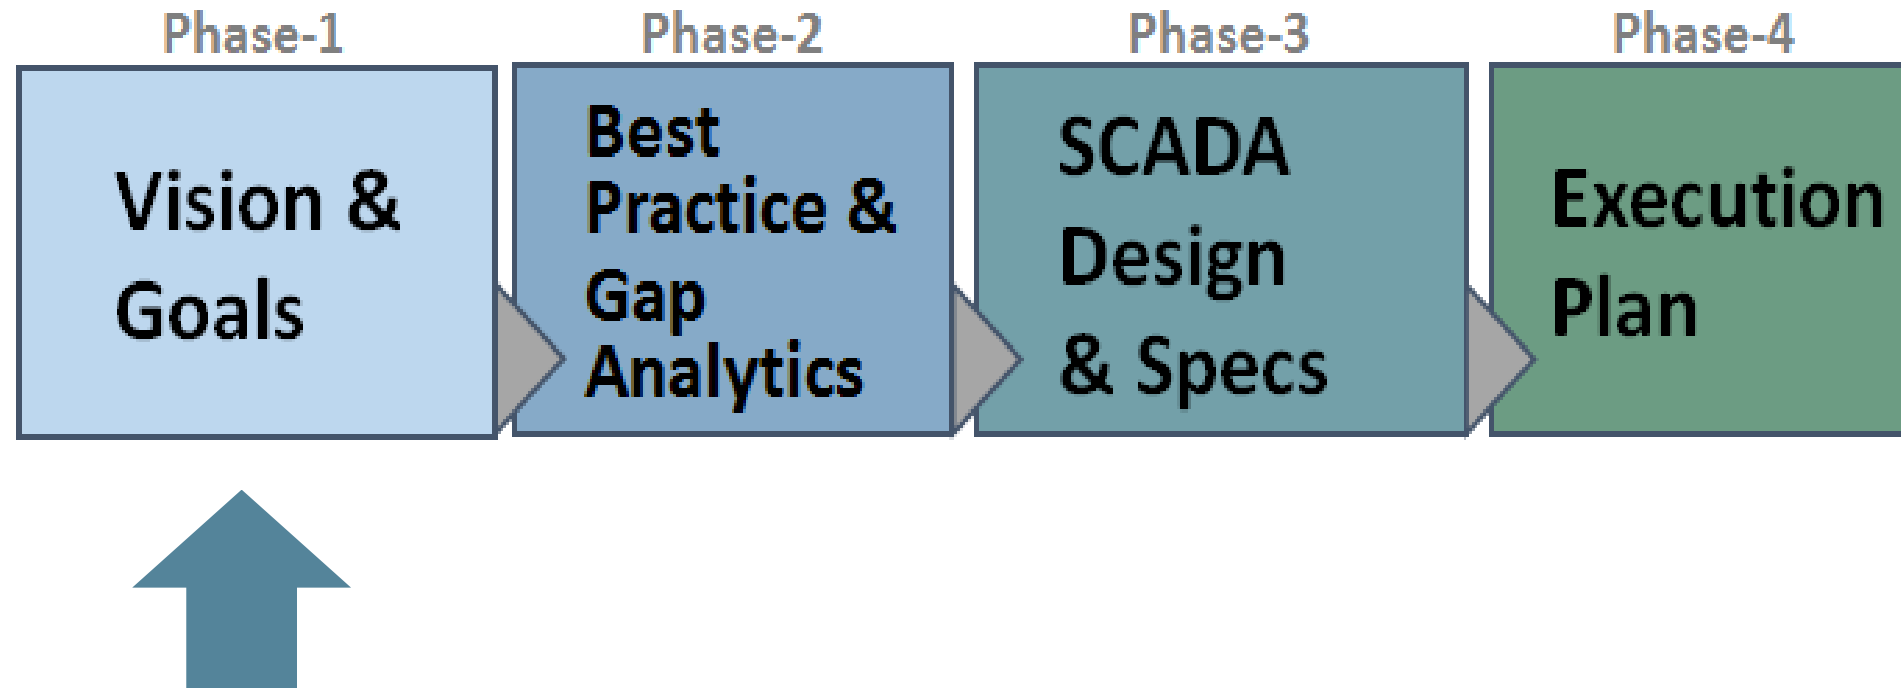 Phase-1
Phase-2
Phase-3
Phase-4
Vision &
Goals
Best
Practice &
Gap
Analytics
SCADA
Design
& Specs
Execution
Plan